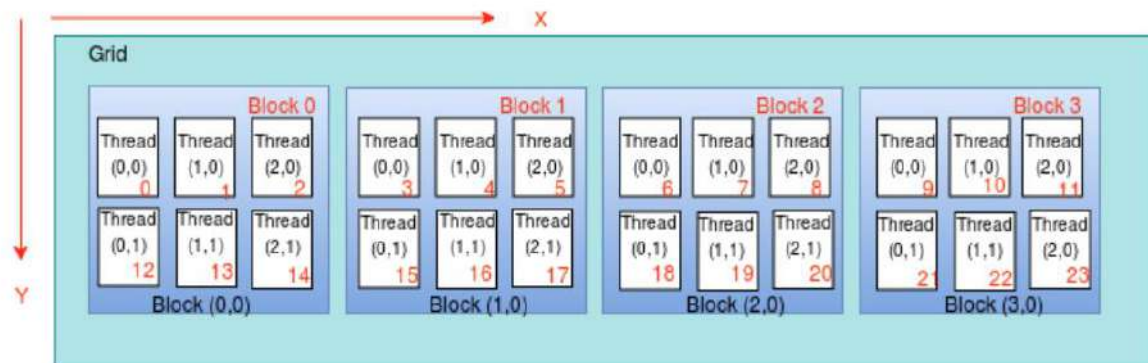 X
Y
Grid
Block 0 Block 1 Block 2 Block 3
Thread Thread Thread Thread Thread Thread Thread Thread Thread Thread Thread Thread
(0,0) (1,0) (2,0) (0,0) (1,0) (2,0) (0,0) (1,0) (2,0) (0,0) (1,0) (2,0)
0 1 2 3 4 5 6 7 8 9 10 11
Thread Thread Thread Thread Thread Thread Thread Thread Thread Thread Thread Thread
(0,1) (1,1) (2,1) (0,1) (1,1) (2,1) (0,1) (1,1) (2,1) (0,1) (1,1) (2,0)
12 13 14 15 16 17 18 19 20 21 22 23
Block (0,0) Block (1,0) Block (2,0) Block (3,0)